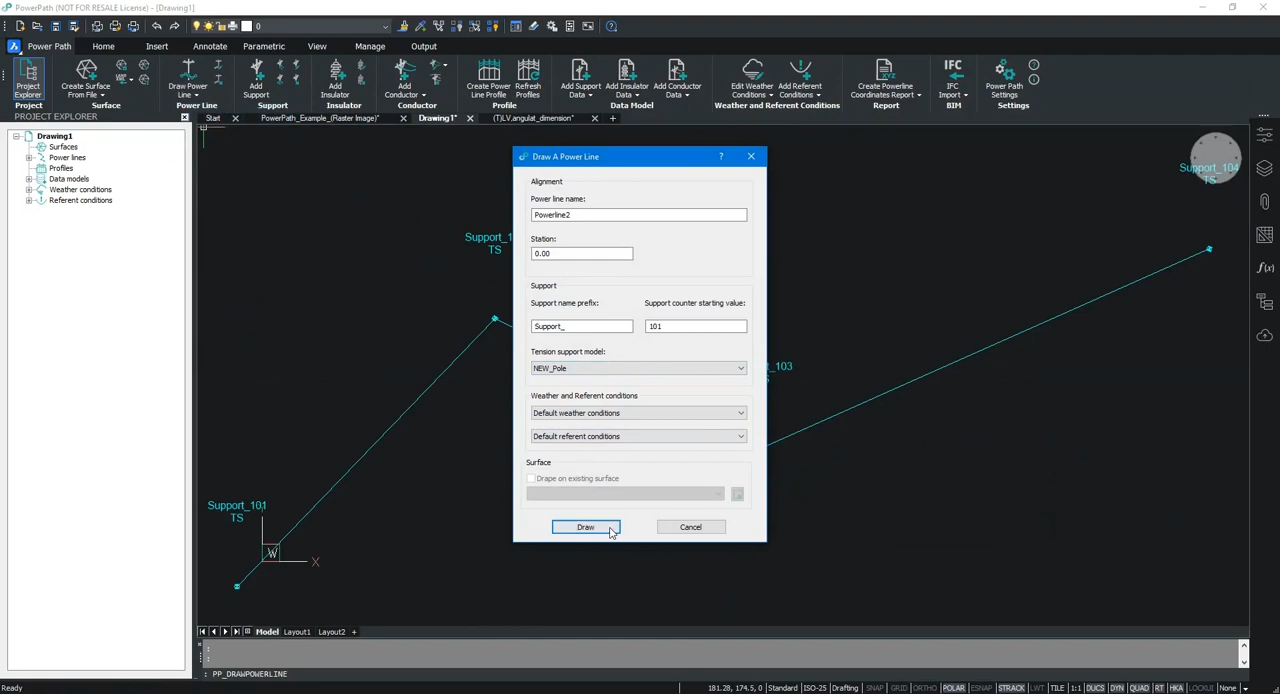 PowerPath (NOT FOR RESALE License) - [Drawing1]
0
Power Path Home Insert Annotate Parametric View Manage Output
Project Explorer
Create Surface From File
Draw Power Line
Add Support
Add Insulator
Add Conductor
Create Power Line Profile
Refresh Profiles
Add Support Data
Add Insulator Data
Add Conductor Data
Edit Weather Conditions
Add Referent Conditions
Create Powerline Coordinates Report
IFC
IFC Import
Power Path Settings
Project Surface Power Line Support Insulator Conductor Profile Data Model Weather and Referent Conditions Report BIM Settings
PROJECT EXPLORER
Start PowerPath_Example_(Raster Image)* Drawing1* (T)LV,angulat_dimension*
Drawing1
Surfaces
Power lines
Profiles
Data models
Weather conditions
Referent conditions
Draw A Power Line
Alignment
Power line name:
Powerline2
Station:
0.00
Support
Support name prefix: Support counter starting value:
Support_ 101
Tension support model:
NEW_Pole
Weather and Referent conditions
Default weather conditions
Default referent conditions
Surface
Drape on existing surface
Draw Cancel
Support_104
TS
Support_1
TS
_103
Support_101
TS
W X
Model Layout1 Layout2 +
:
:
: PP_DRAWPOWERLINE
Ready 181.28, 174.5, 0 Standard ISO-25 Drafting SNAP GRID ORTHO POLAR ESNAP STRACK LWT TILE 1:1 DUCS DYN QUAD RT HKA LOCKUI None
f(x)